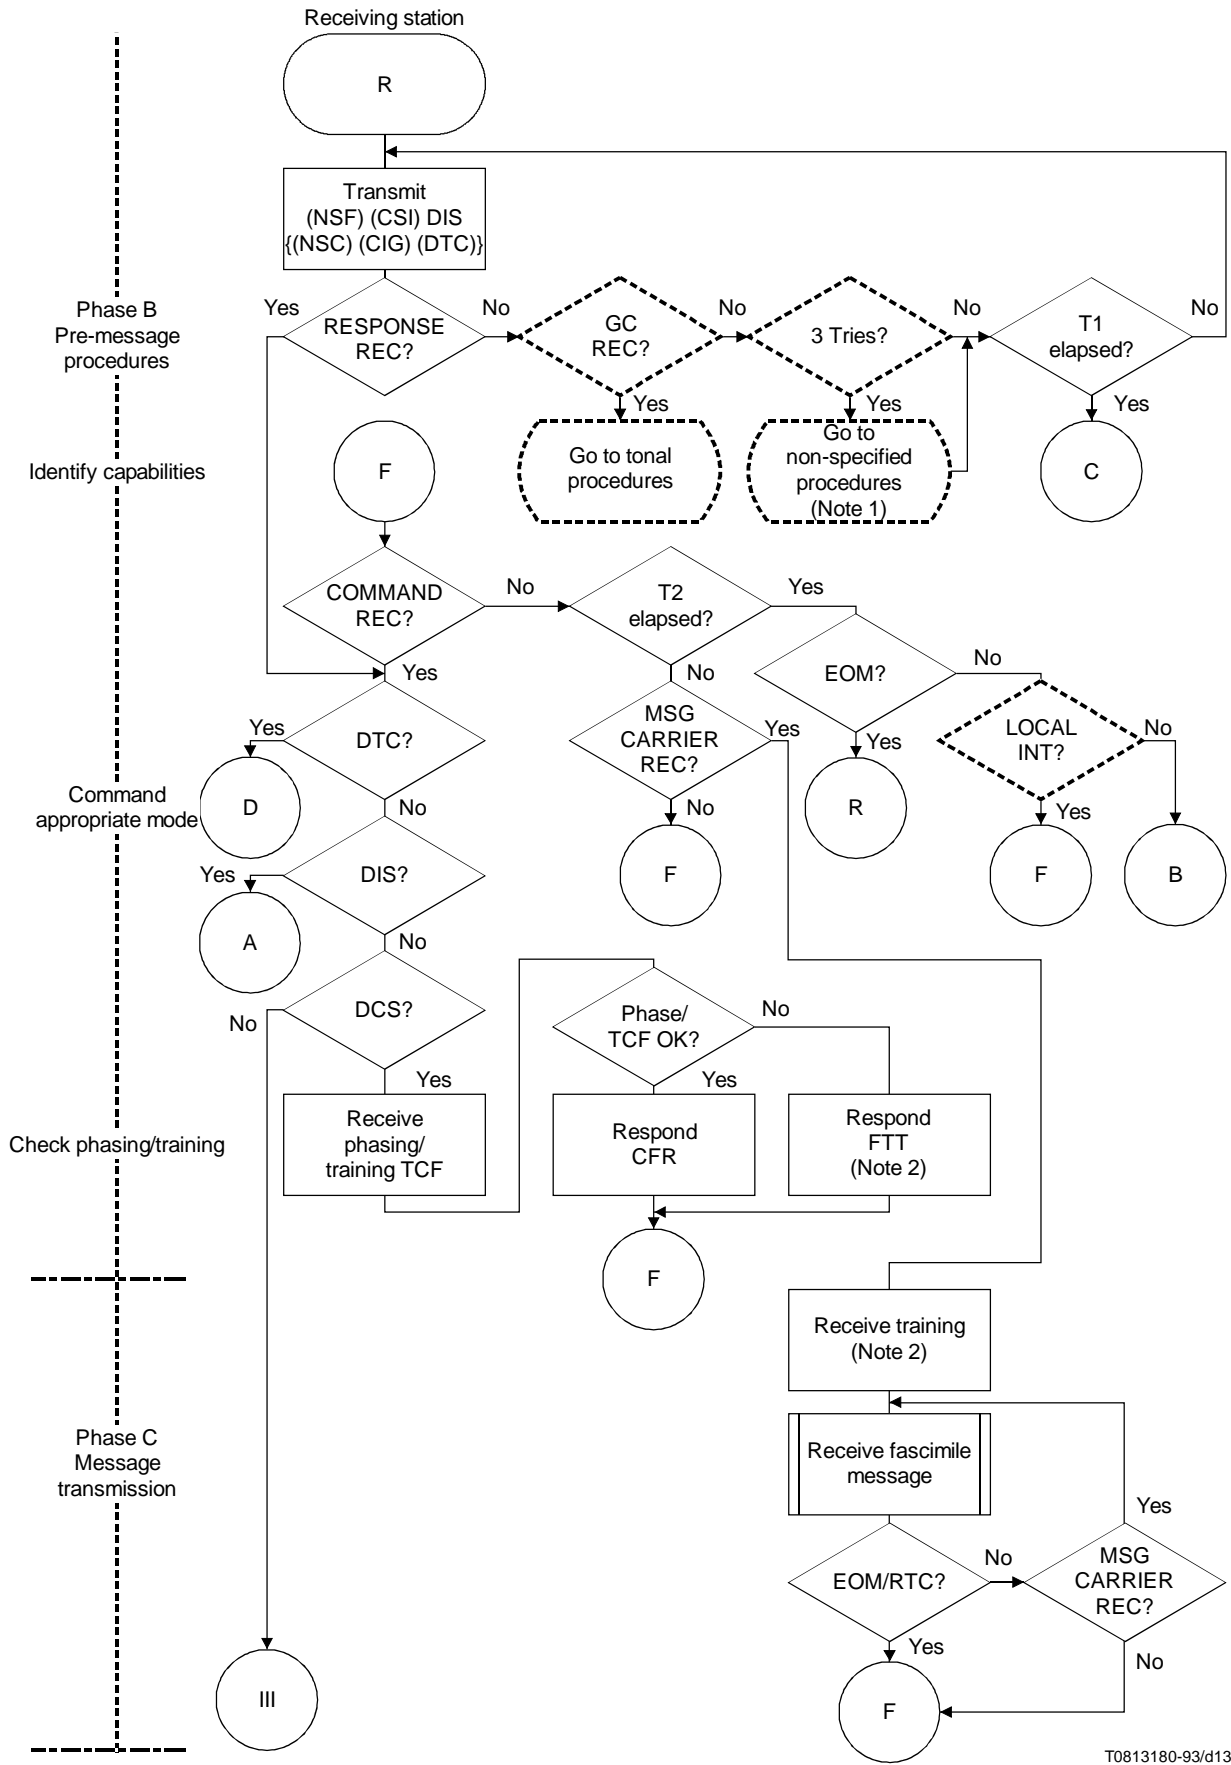 Receiving station
R
Transmit
(NSF) (CSI) DIS
{(NSC) (CIG) (DTC)}
Phase B
Pre-message
procedures
Yes
RESPONSE
REC?
No
GC
REC?
No
3 Tries?
No
T1
elapsed?
No
Yes
Yes
Yes
Identify capabilities
F
Go to tonal
procedures
Go to
non-specified
procedures
(Note 1)
C
COMMAND
REC?
No
T2
elapsed?
Yes
Yes
No
EOM?
No
Yes
DTC?
MSG
CARRIER
REC?
Yes
Yes
LOCAL
INT?
No
Command
appropriate mode
D
No
No
R
Yes
Yes
DIS?
F
F
B
A
No
No
DCS?
Phase/
TCF OK?
No
Yes
Yes
Check phasing/training
Receive
phasing/
training TCF
Respond
CFR
Respond
FTT
(Note 2)
F
Receive training
(Note 2)
Phase C
Message
transmission
Receive fascimile
message
Yes
EOM/RTC?
No
MSG
CARRIER
REC?
Yes
No
III
F
T0813180-93/d13